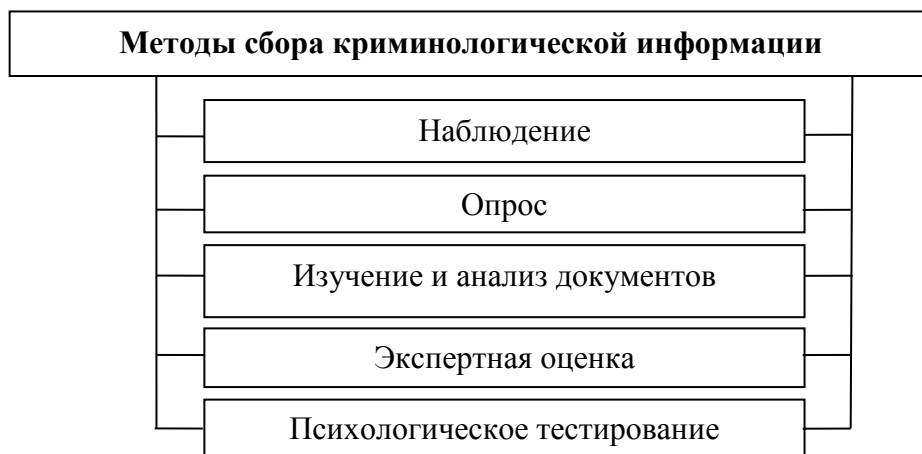 Методы сбора криминологической информации
Наблюдение
Опрос
Изучение и анализ документов
Экспертная оценка
Психологическое тестирование